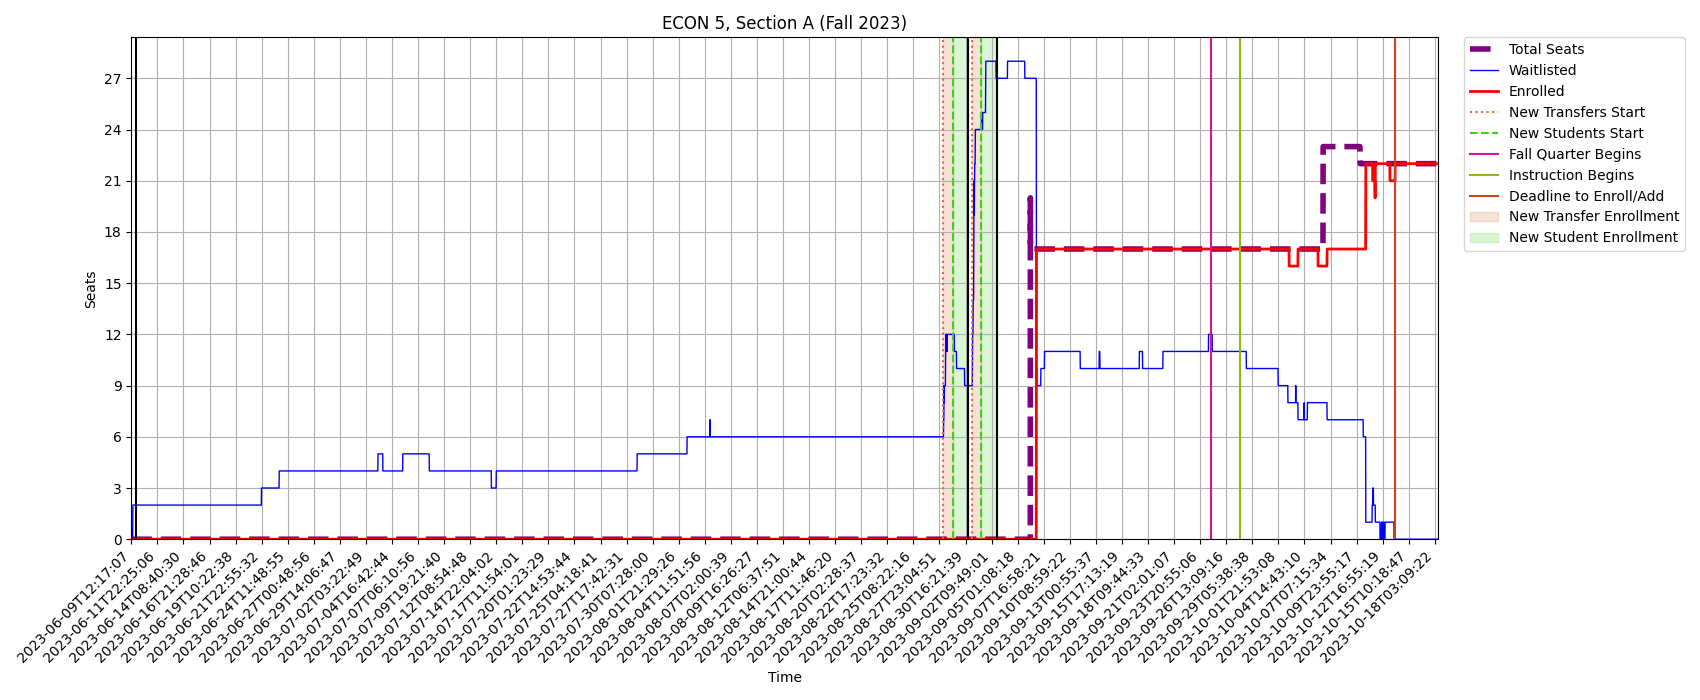 ECON 5, Section A (Fall 2023)
Seats
27
24
21
18
15
12
9
6
3
0
2023-06-09T12:17:07
2023-06-11T22:25:06
2023-06-14T08:40:30
2023-06-16T21:28:46
2023-06-19T10:22:38
2023-06-21T22:55:32
2023-06-24T11:48:55
2023-06-27T00:48:56
2023-06-29T14:06:47
2023-07-02T03:22:49
2023-07-04T16:42:44
2023-07-07T06:10:56
2023-07-09T19:21:40
2023-07-12T08:54:48
2023-07-14T22:04:02
2023-07-17T11:54:01
2023-07-20T01:23:29
2023-07-22T14:53:44
2023-07-25T04:18:41
2023-07-27T17:42:31
2023-07-30T07:28:00
2023-08-01T21:29:26
2023-08-04T11:51:56
2023-08-07T02:00:39
2023-08-09T16:26:27
2023-08-12T06:37:51
2023-08-14T21:00:44
2023-08-17T11:46:20
2023-08-20T02:28:37
2023-08-22T17:23:32
2023-08-25T08:22:16
2023-08-27T23:04:51
2023-08-30T16:21:39
2023-09-02T09:49:01
2023-09-05T01:08:18
2023-09-07T16:58:21
2023-09-10T08:59:22
2023-09-13T00:55:37
2023-09-15T17:13:19
2023-09-18T09:44:33
2023-09-21T02:01:07
2023-09-23T20:55:06
2023-09-26T13:09:16
2023-09-29T05:38:38
2023-10-01T21:53:08
2023-10-04T14:43:10
2023-10-07T07:15:34
2023-10-09T23:55:17
2023-10-12T16:55:19
2023-10-15T10:18:47
2023-10-18T03:09:22
Time
Total Seats
Waitlisted
Enrolled
New Transfers Start
New Students Start
Fall Quarter Begins
Instruction Begins
Deadline to Enroll/Add
New Transfer Enrollment
New Student Enrollment